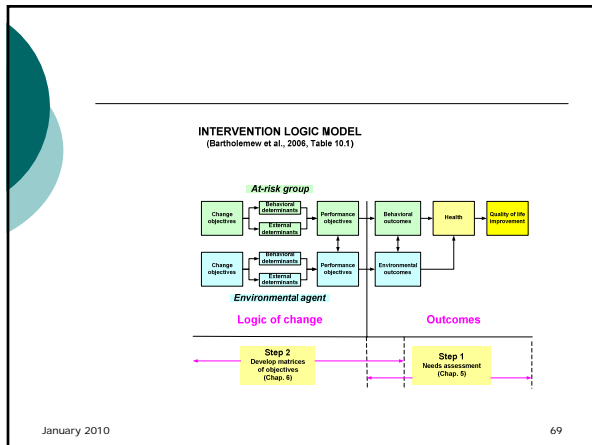 INTERVENTION LOGIC MODEL
(Bartholemew et al., 2006, Table 10.1)
At-risk group
Change
objectives
Behavioral
determinants
External
determinants
Performance
objectives
Behavioral
outcomes
Health
Quality of life
improvement
Change
objectives
Behavioral
determinants
External
determinants
Performance
objectives
Environmental
outcomes
Environmental agent
Logic of change
Outcomes
Step 2
Develop matrices
of objectives
(Chap. 6)
Step 1
Needs assessment
(Chap. 5)
January 2010
69